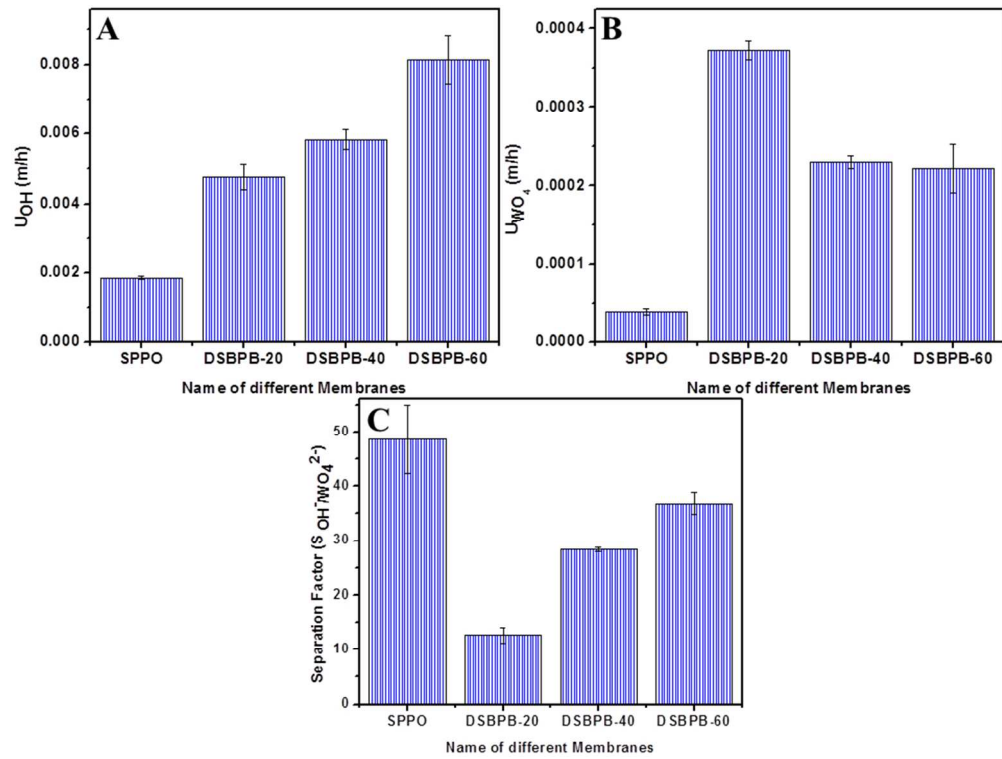 A
U_OH (m/h)
0.008
0.006
0.004
0.002
0.000
SPPO DSBPB-20 DSBPB-40 DSBPB-60
Name of different Membranes
B
U_WO4 (m/h)
0.0004
0.0003
0.0002
0.0001
0.0000
SPPO DSBPB-20 DSBPB-40 DSBPB-60
Name of different Membranes
C
Separation Factor (S OH⁻/WO4²⁻)
50
40
30
20
10
0
SPPO DSBPB-20 DSBPB-40 DSBPB-60
Name of different Membranes